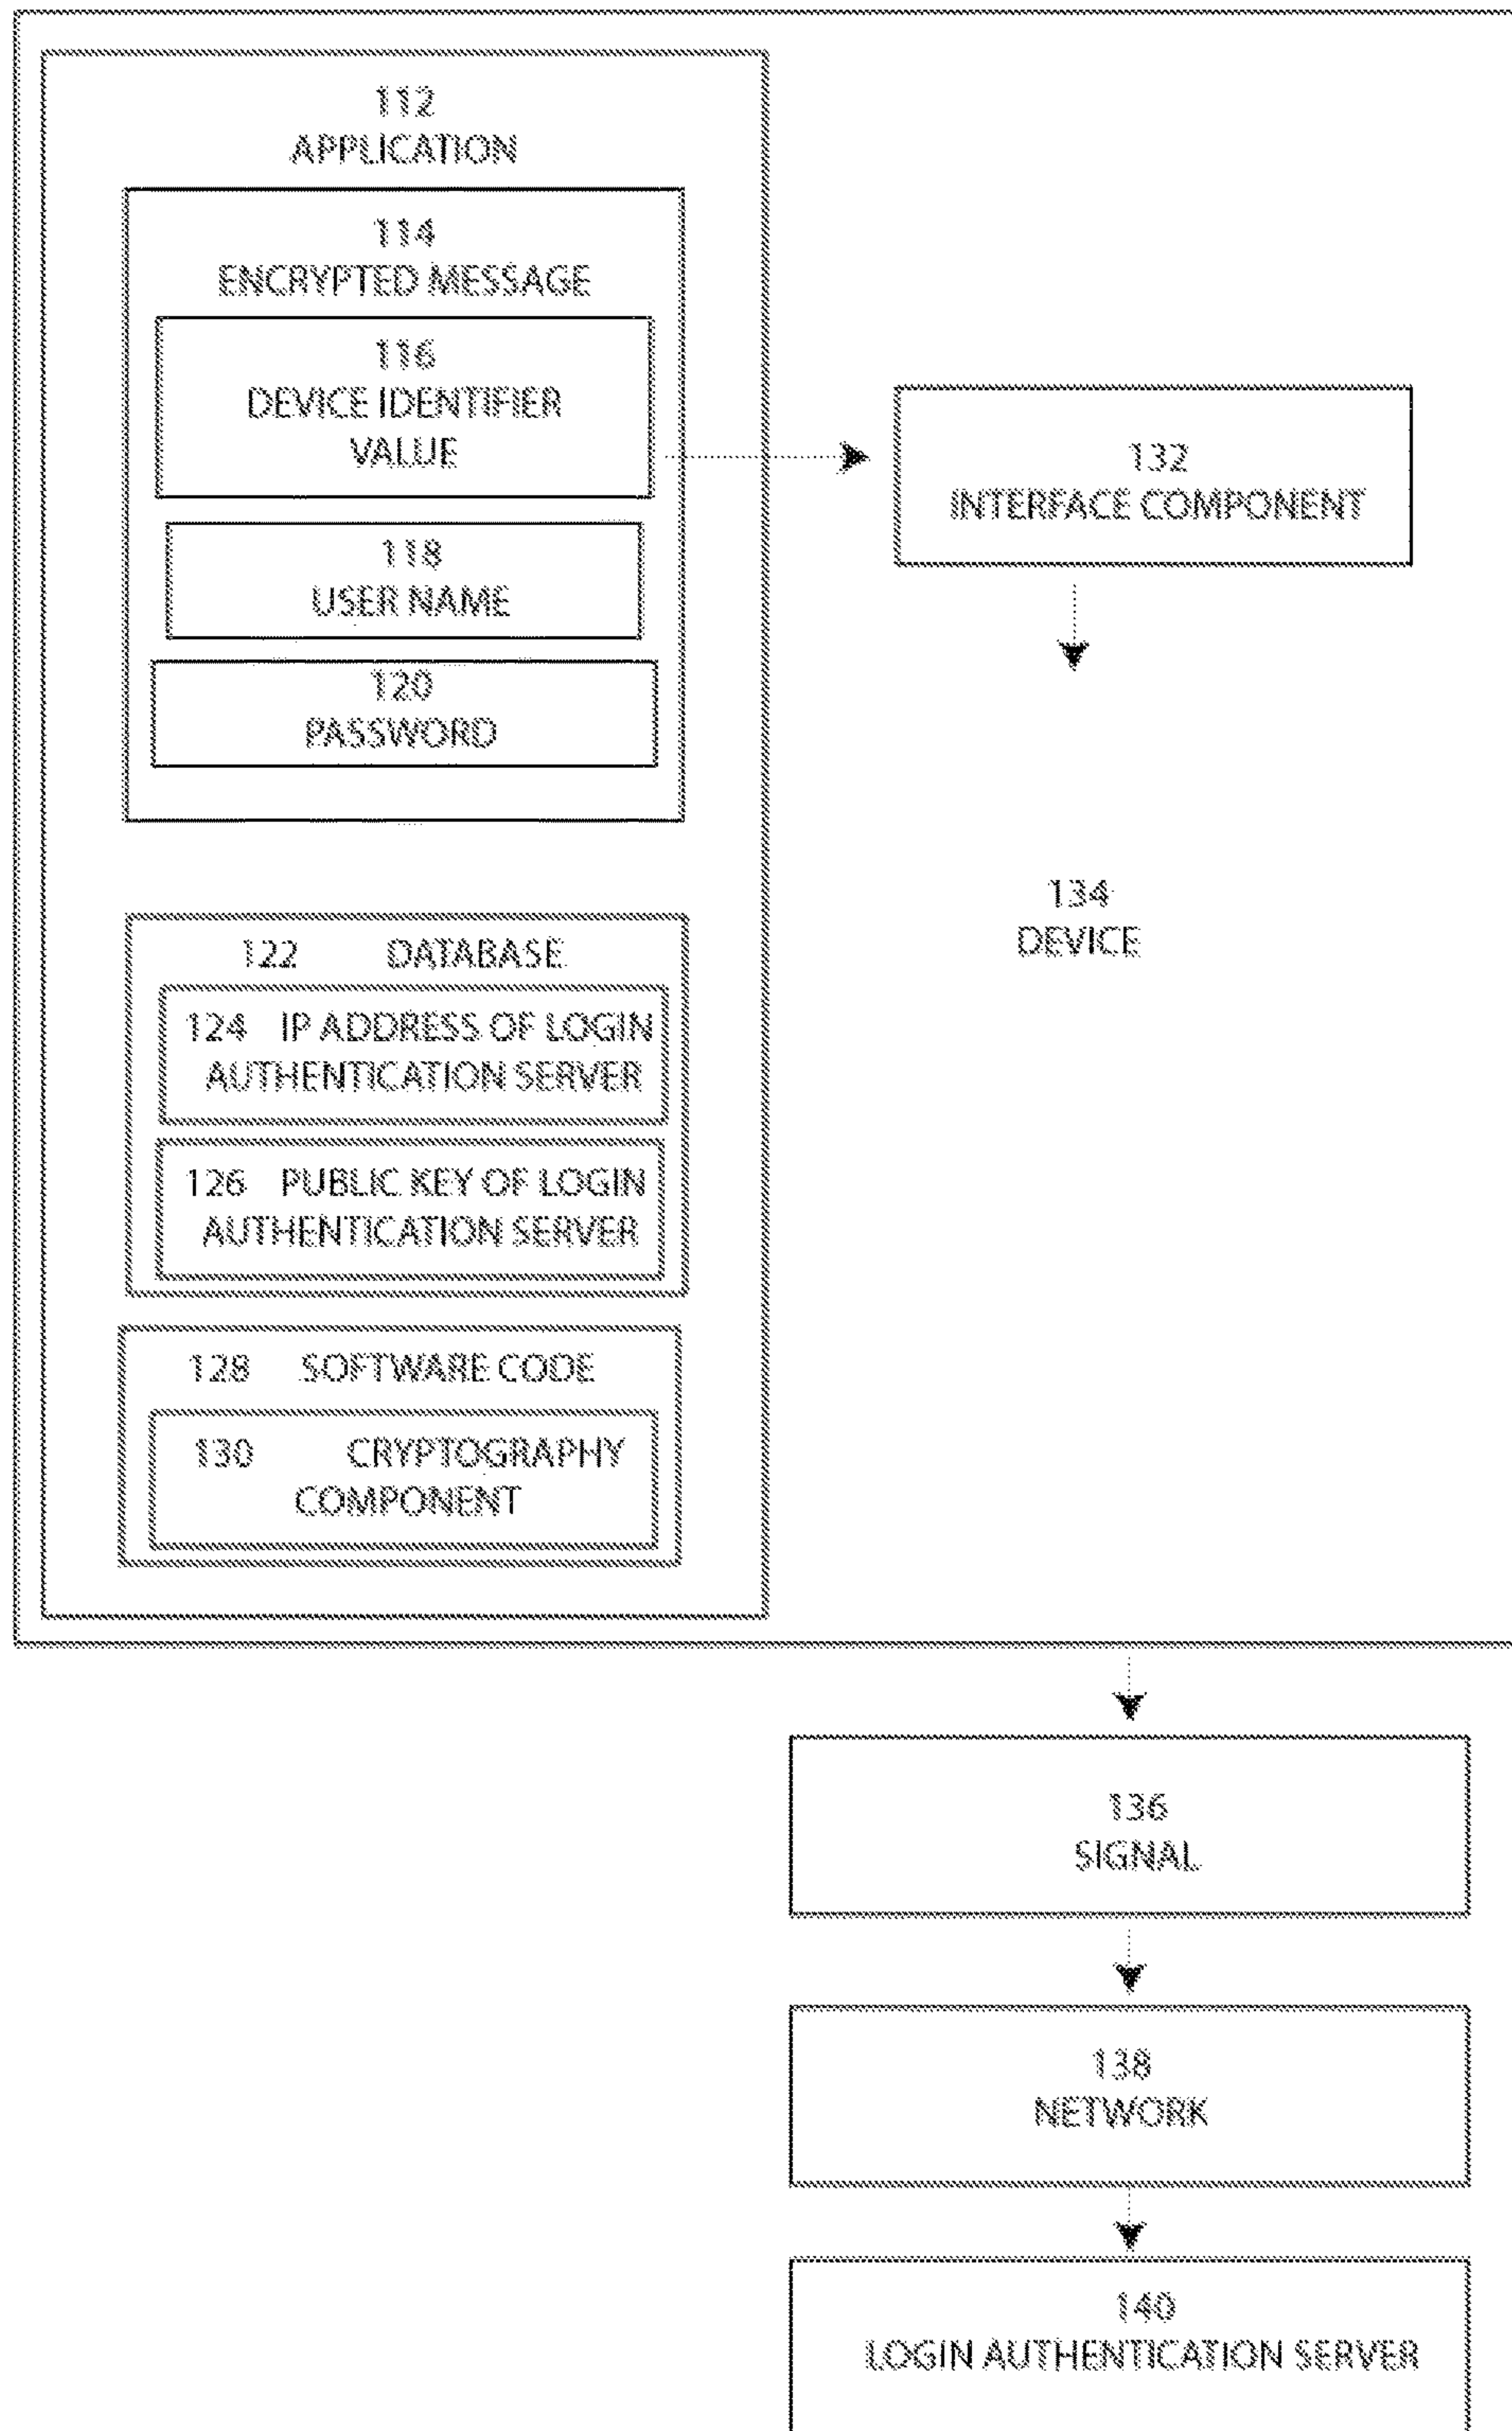 112
APPLICATION
114
ENCRYPTED MESSAGE
116
DEVICE IDENTIFIER
VALUE
118
USER NAME
120
PASSWORD
122 DATABASE
124 IP ADDRESS OF LOGIN
AUTHENTICATION SERVER
126 PUBLIC KEY OF LOGIN
AUTHENTICATION SERVER
128 SOFTWARE CODE
130 CRYPTOGRAPHY
COMPONENT
132
INTERFACE COMPONENT
134
DEVICE
136
SIGNAL
138
NETWORK
140
LOGIN AUTHENTICATION SERVER